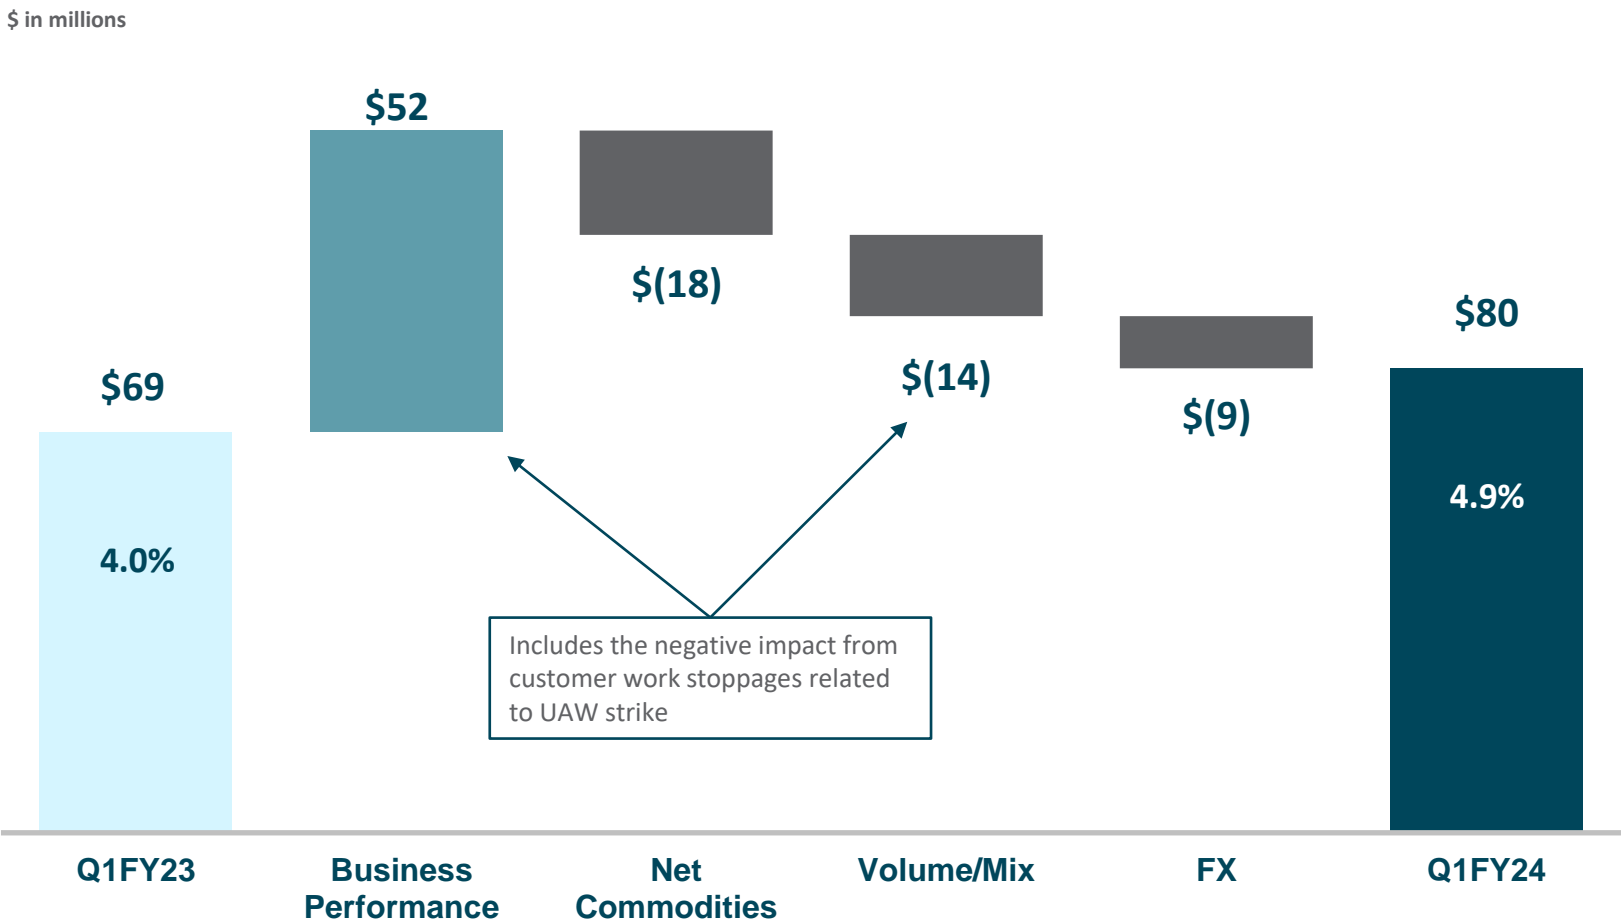 $ in millions
$52
$(18)
$(14)
$(9)
$69
$80
4.0%
4.9%
Includes the negative impact from
customer work stoppages related
to UAW strike
Q1FY23
Business
Performance
Net
Commodities
Volume/Mix
FX
Q1FY24